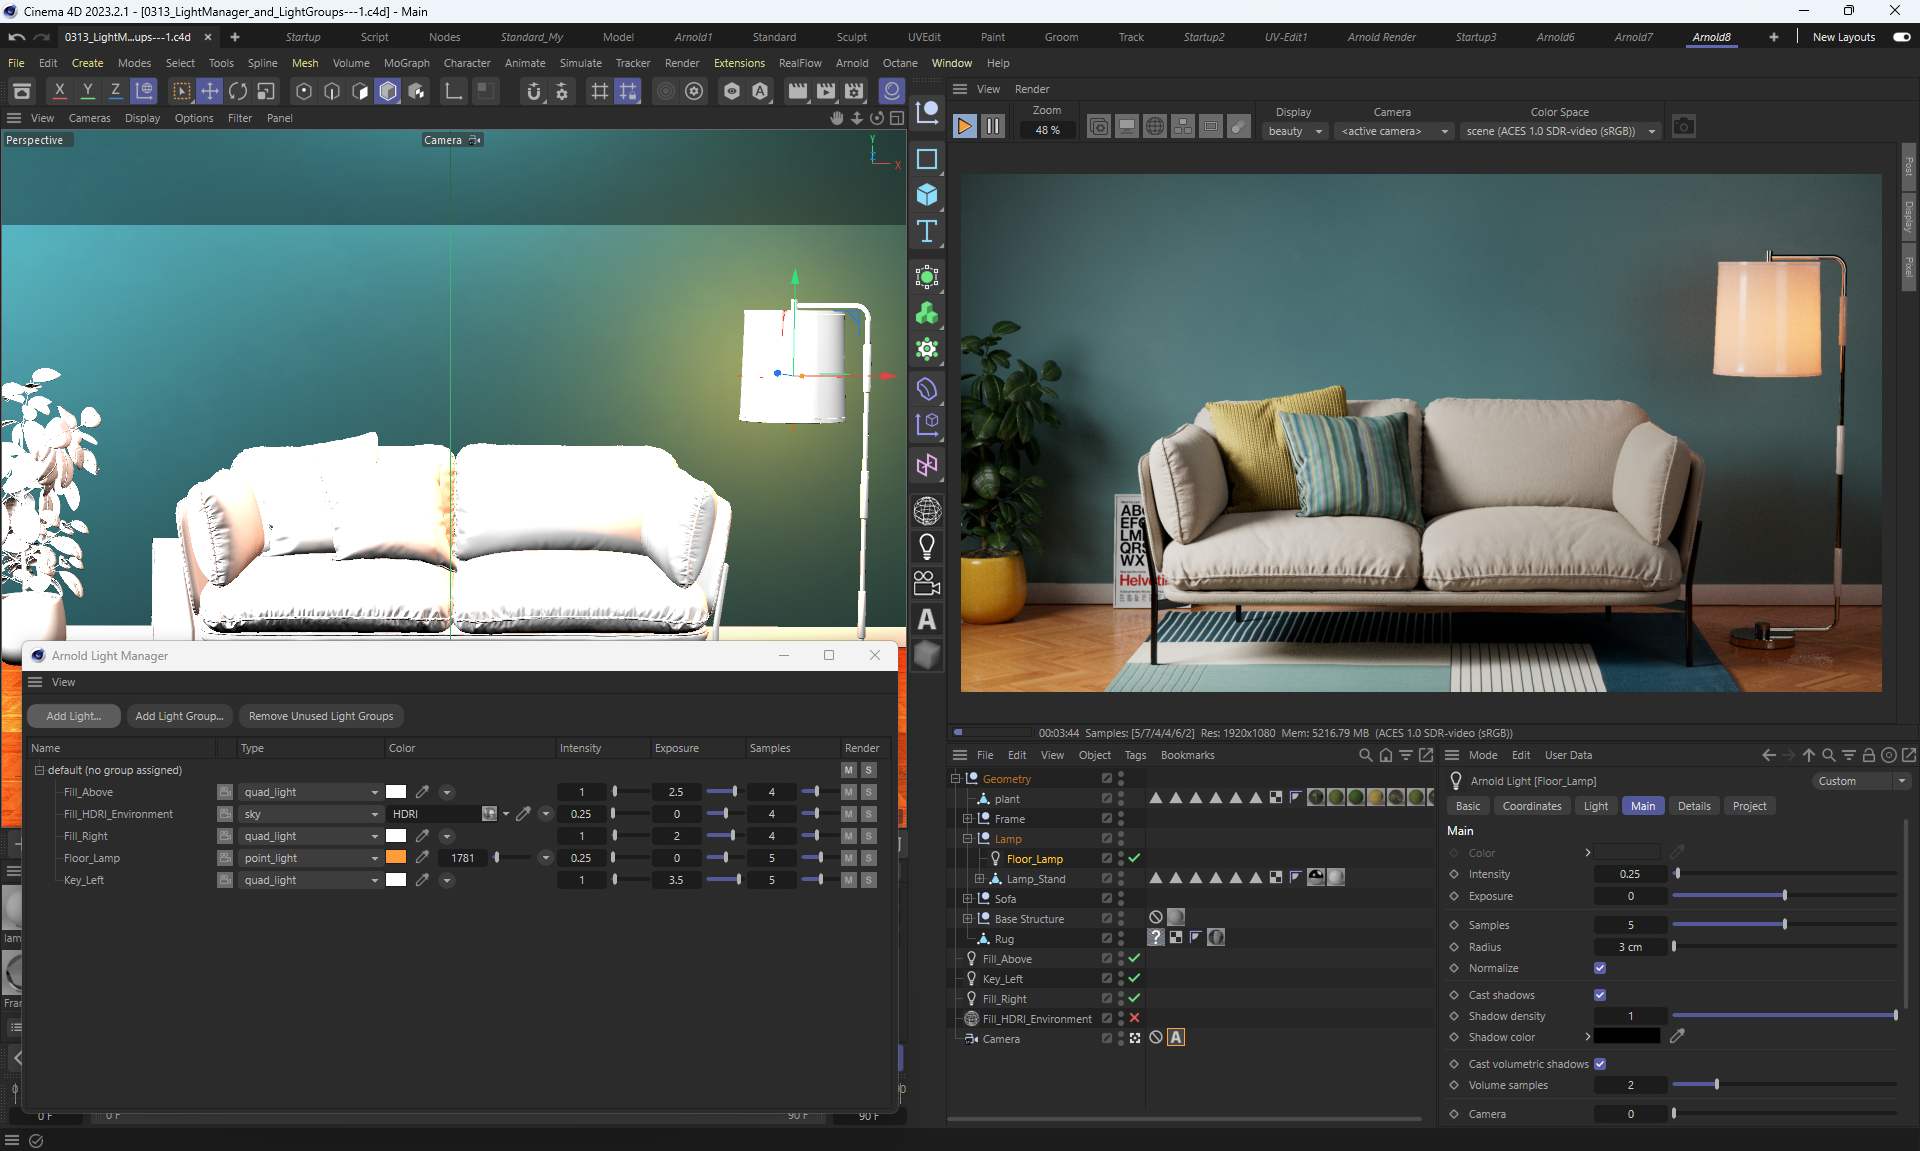 Cinema 4D 2023.2.1 - [0313_LightManager_and_LightGroups---1.c4d] - Main
0313_LightM...ups---1.c4d × + Startup Script Nodes Standard_My Model Arnold1 Standard Sculpt UVEdit Paint Groom Track Startup2 UV-Edit1 Arnold Render Startup3 Arnold6 Arnold7 Arnold8 + New Layouts
File Edit Create Modes Select Tools Spline Mesh Volume MoGraph Character Animate Simulate Tracker Render Extensions RealFlow Arnold Octane Window Help
X Y Z
View Cameras Display Options Filter Panel
Perspective
Camera
Y
Z
X
View Render
Zoom
48 %
Display
beauty
Camera
<active camera>
Color Space
scene (ACES 1.0 SDR-video (sRGB))
Post
Display
Pixel
T
A
Helvetic
00:03:44 Samples: [5/7/4/4/6/2] Res: 1920x1080 Mem: 5216.79 MB (ACES 1.0 SDR-video (sRGB))
Arnold Light Manager
View
Add Light... Add Light Group... Remove Unused Light Groups
Name Type Color Intensity Exposure Samples Render
default (no group assigned) M S
Fill_Above quad_light 1 2.5 4 M S
Fill_HDRI_Environment sky HDRI 0.25 0 4 M S
Fill_Right quad_light 1 2 4 M S
Floor_Lamp point_light 1781 0.25 0 5 M S
Key_Left quad_light 1 3.5 5 M S
lam
Fran
0
0 F
0 F
90 F
90 F
File Edit View Object Tags Bookmarks
Geometry
plant
Frame
Lamp
Floor_Lamp
Lamp_Stand
Sofa
Base Structure
Rug
?
Fill_Above
Key_Left
Fill_Right
Fill_HDRI_Environment
Camera
A
Mode Edit User Data
Arnold Light [Floor_Lamp]
Custom
Basic Coordinates Light Main Details Project
Main
Color
Intensity 0.25
Exposure 0
Samples 5
Radius 3 cm
Normalize
Cast shadows
Shadow density 1
Shadow color
Cast volumetric shadows
Volume samples 2
Camera 0